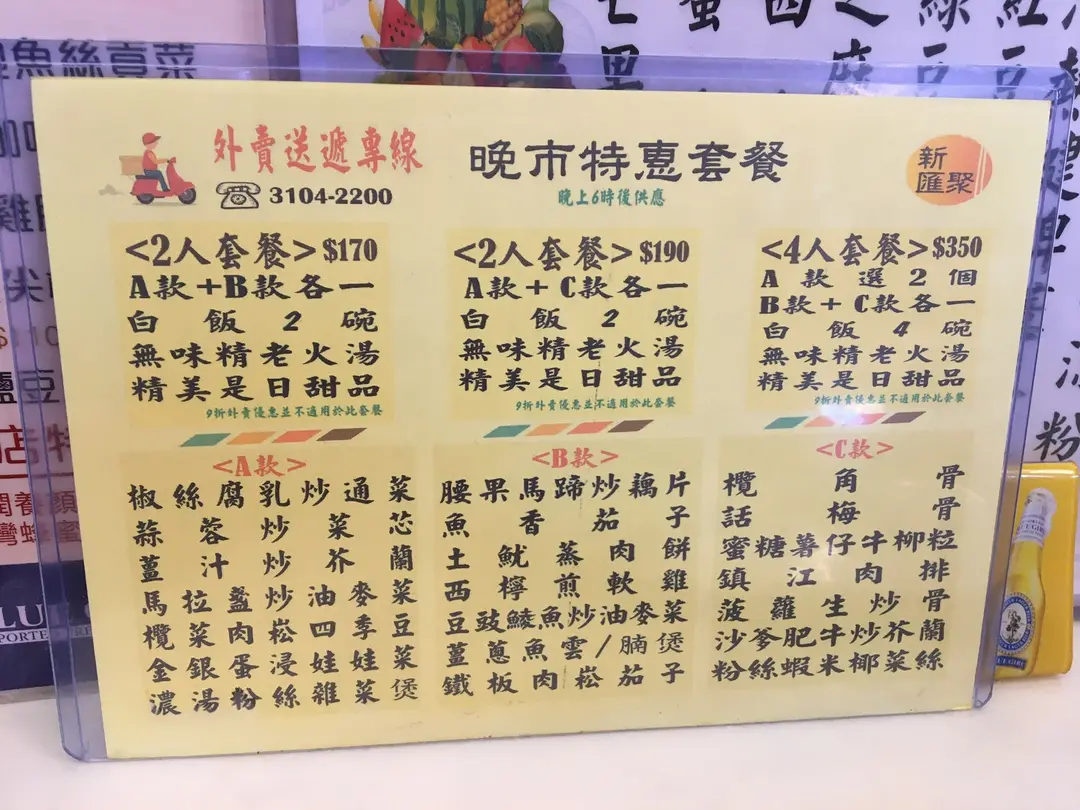 外賣送遞專線
3104-2200
晚市特惠套餐
晚上6時後供應
新
匯聚
<2人套餐>$170
A款+B款各一
白飯2碗
無味精老火湯
精美是日甜品
9折外賣優惠並不適用於此套餐
<2人套餐>$190
A款+C款各一
白飯2碗
無味精老火湯
精美是日甜品
9折外賣優惠並不適用於此套餐
<4人套餐>$350
A款選2個
B款+C款各一
白飯4碗
無味精老火湯
精美是日甜品
9折外賣優惠並不適用於此套餐
<A款>
椒絲腐乳炒通菜
蒜蓉炒菜芯
薑汁炒芥蘭
馬拉盞炒油麥菜
欖菜肉崧四季豆
金銀蛋浸娃娃菜
濃湯粉絲雜菜煲
<B款>
腰果馬蹄炒藕片
魚香茄子
土魷蒸肉餅
西檸煎軟雞
豆豉鯪魚炒油麥菜
薑蔥魚雲/腩煲
鐵板肉崧茄子
<C款>
欖角骨
話梅骨
蜜糖薯仔牛柳粒
鎮江肉排
菠蘿生炒骨
沙爹肥牛炒芥蘭
粉絲蝦米椰菜絲
魚絲賣菜